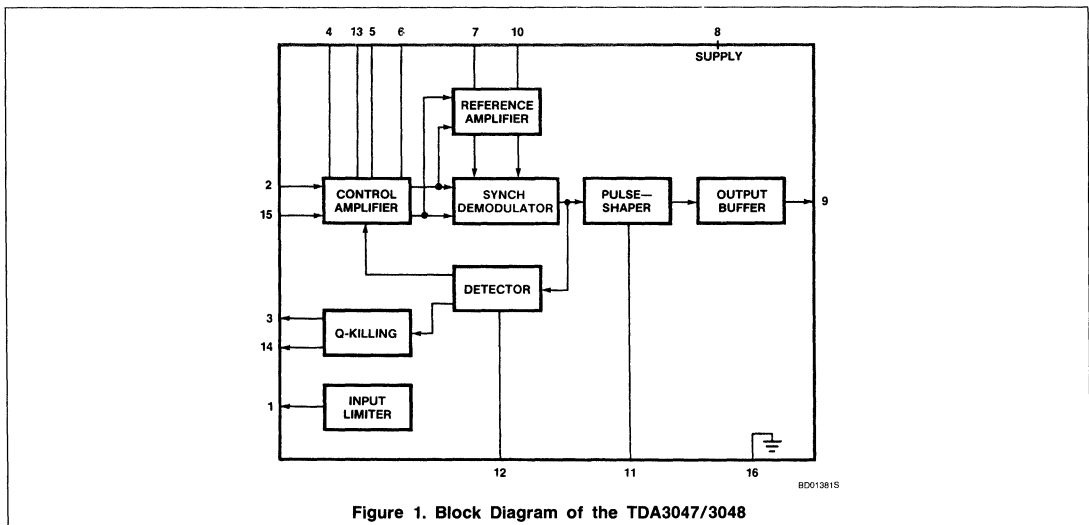 4 13 5 6 7 10 8
SUPPLY
REFERENCE
AMPLIFIER
2
CONTROL
AMPLIFIER
SYNCH
DEMODULATOR
PULSE—
SHAPER
OUTPUT
BUFFER
9
15
DETECTOR
3
Q-KILLING
14
INPUT
LIMITER
1
12 11 16
BD01381S
Figure 1. Block Diagram of the TDA3047/3048